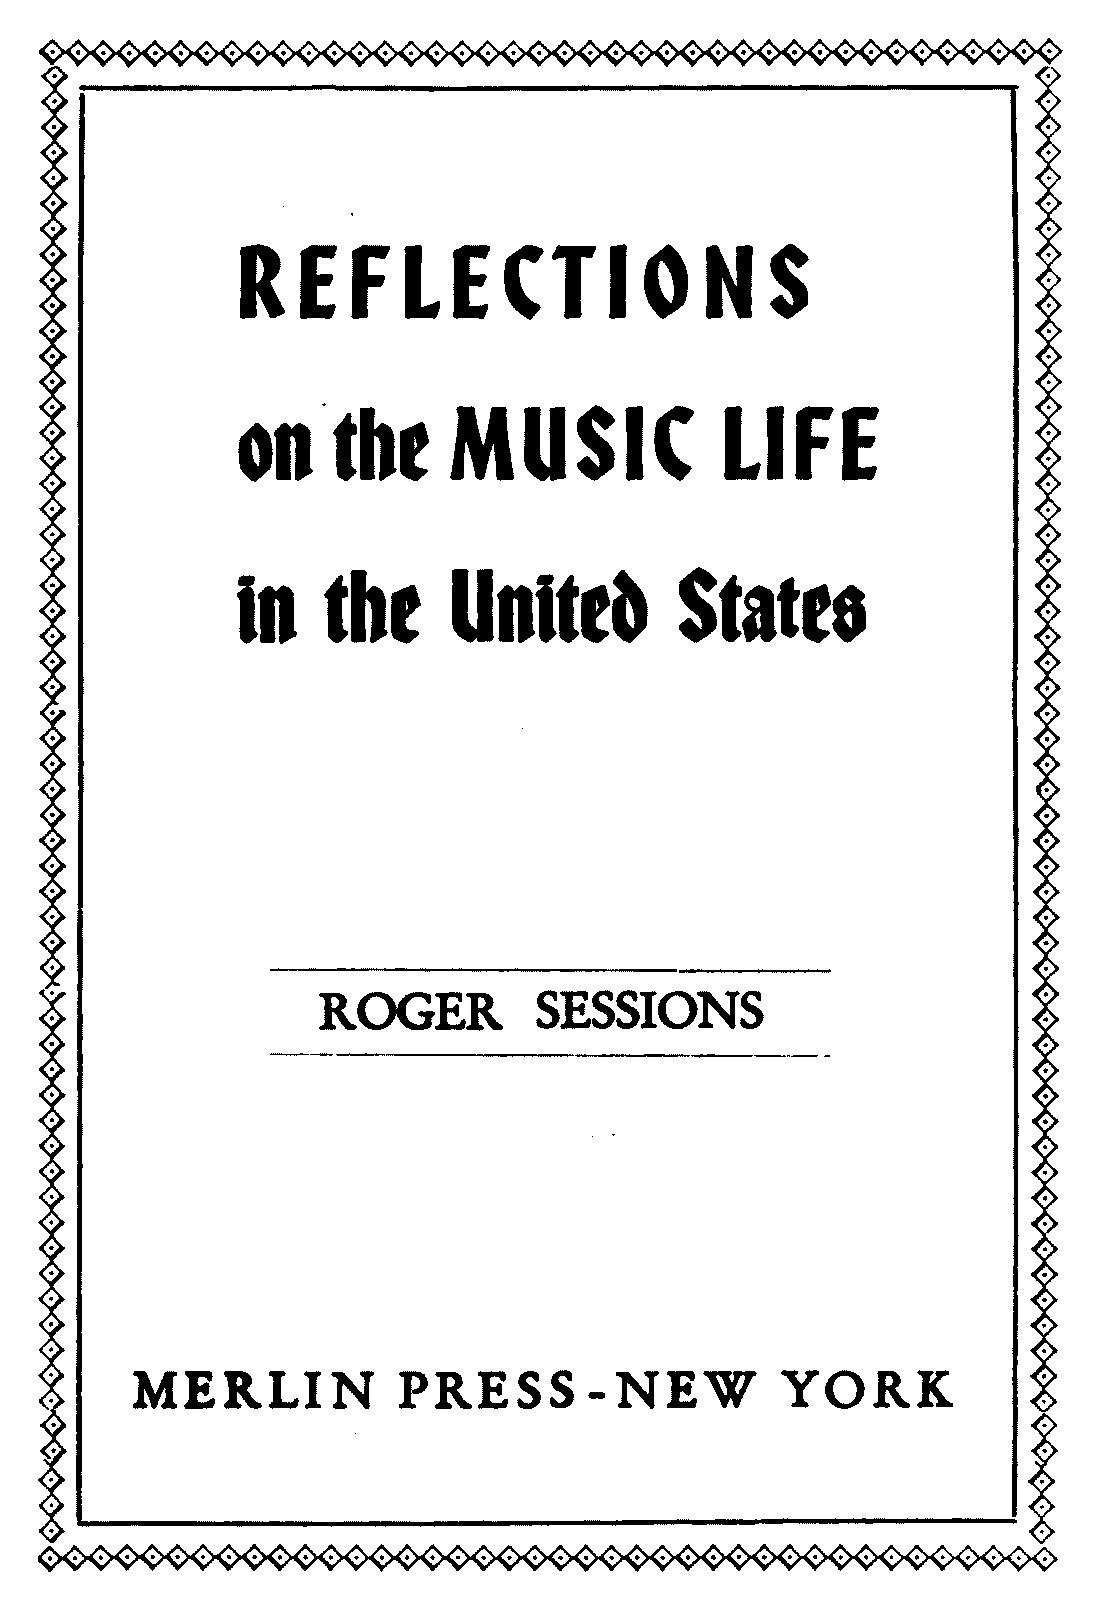 REFLECTIONS
on the MUSIC LIFE
in the United States
ROGER SESSIONS
MERLIN PRESS-NEW YORK